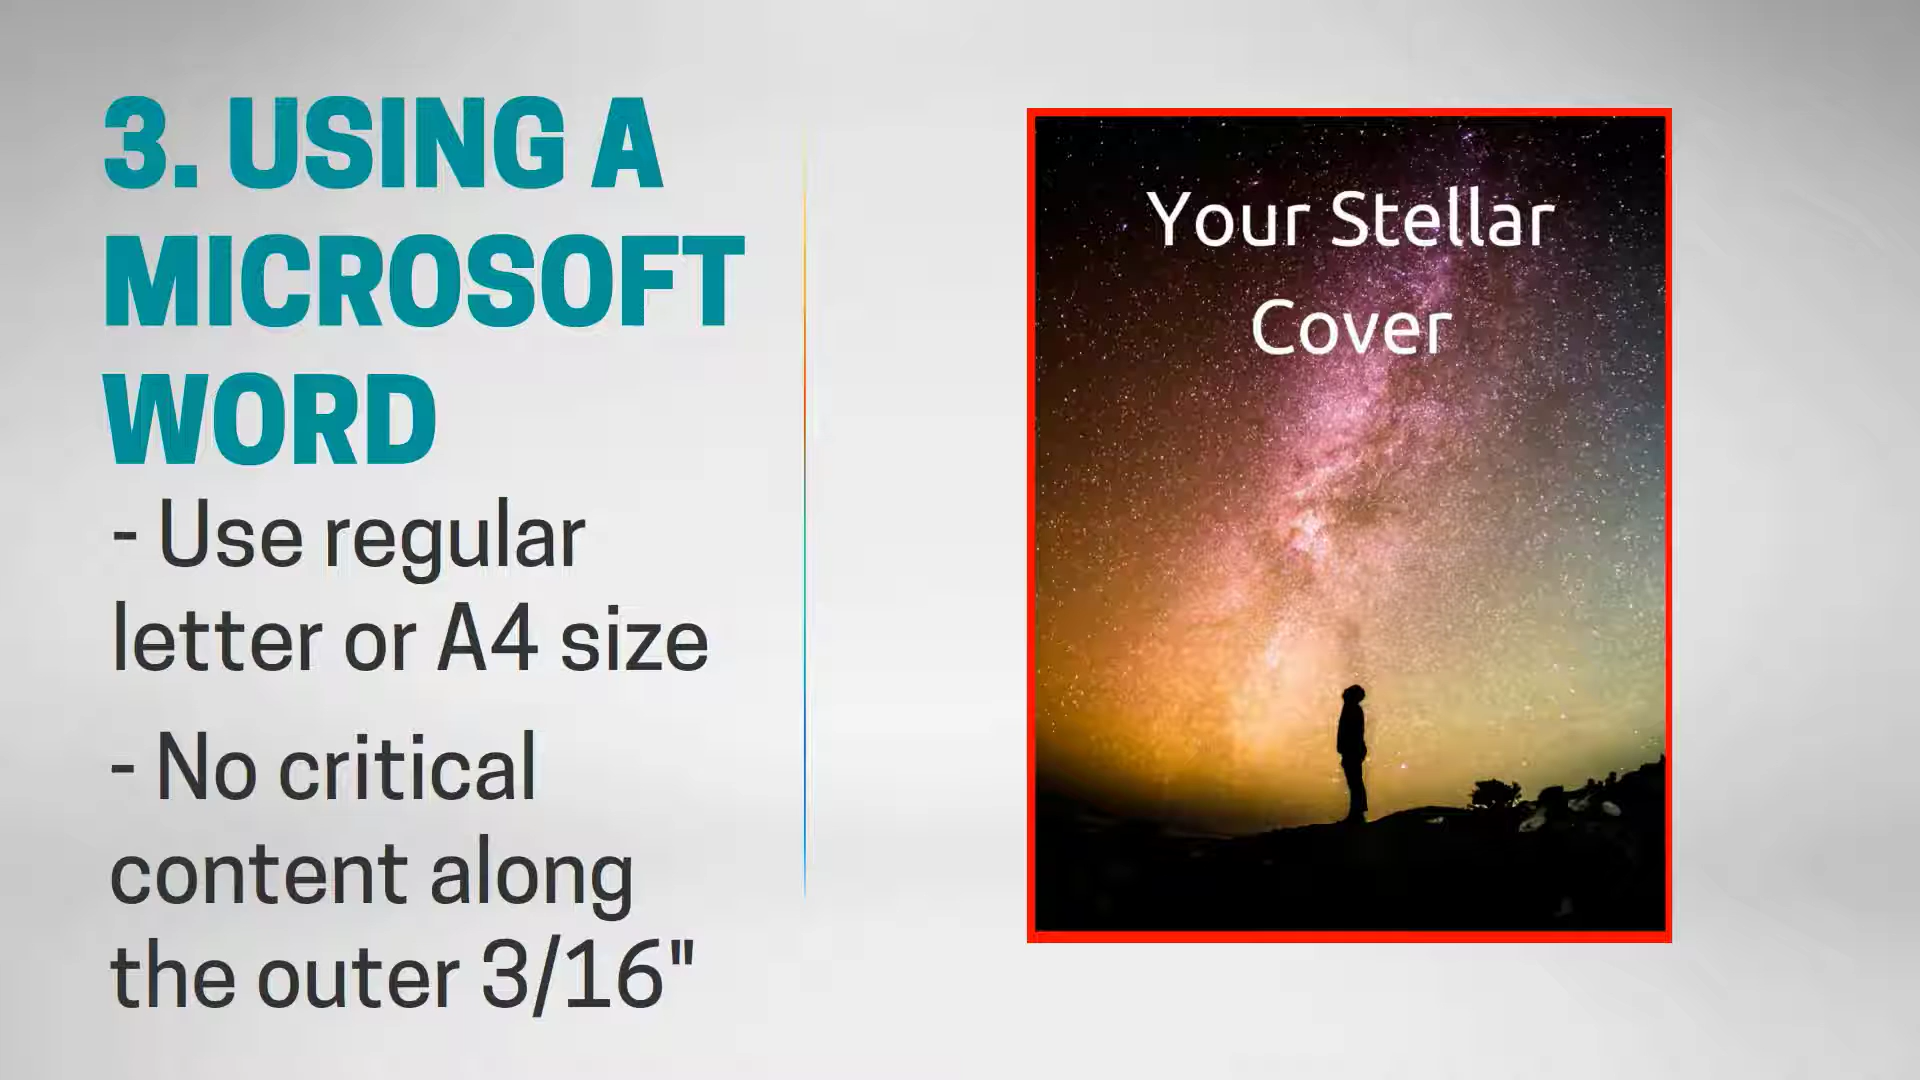 3. USING A
MICROSOFT
WORD
- Use regular
letter or A4 size
- No critical
content along
the outer 3/16"
Your Stellar
Cover